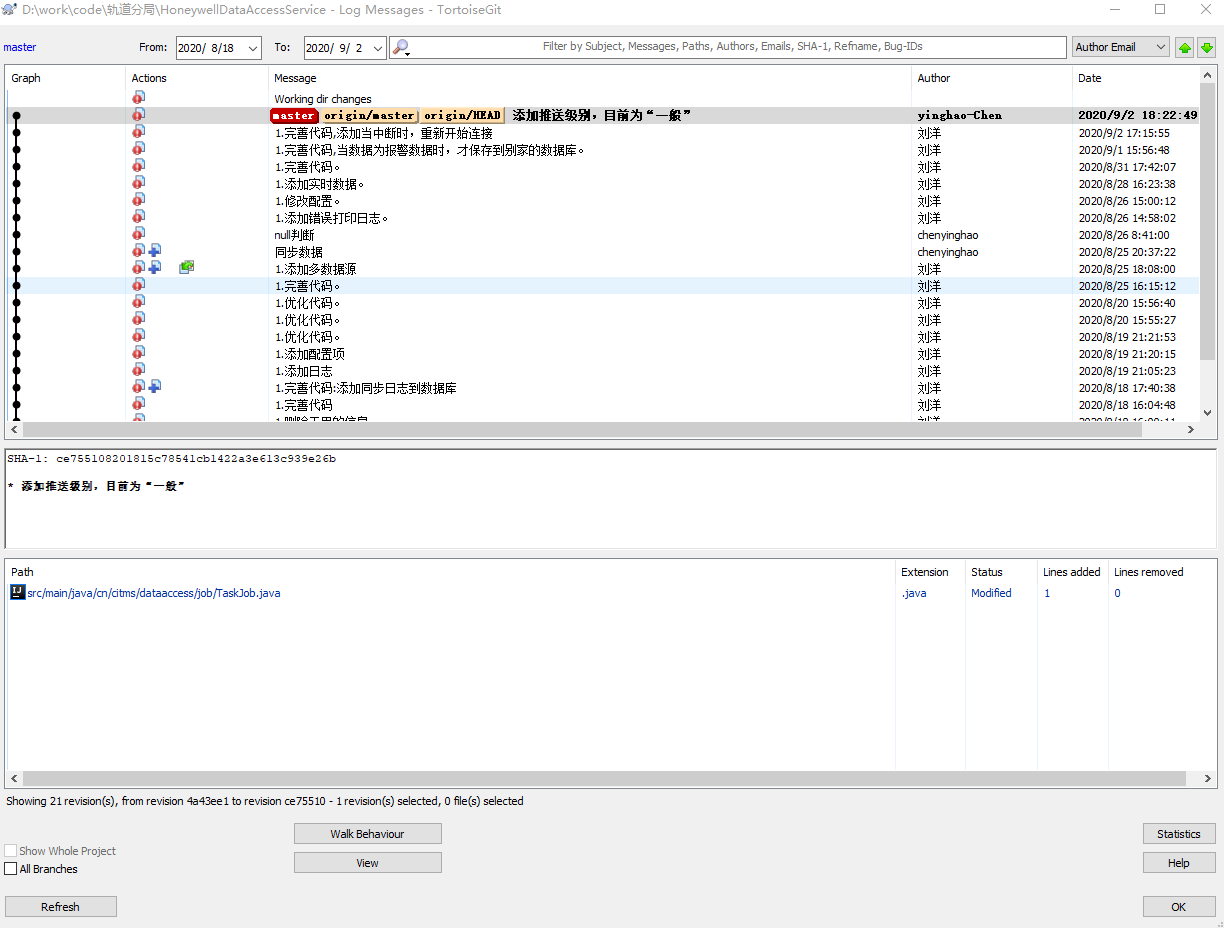 D:\work\code\轨道分局\HoneywellDataAccessService - Log Messages - TortoiseGit
master From: 2020/ 8/18 To: 2020/ 9/ 2 Filter by Subject, Messages, Paths, Authors, Emails, SHA-1, Refname, Bug-IDs Author Email
Graph Actions Message Author Date
Working dir changes
master origin/master origin/HEAD 添加推送级别，目前为“一般” yinghao-Chen 2020/9/2 18:22:49
1.完善代码,添加当中断时，重新开始连接 刘洋 2020/9/2 17:15:55
1.完善代码,当数据为报警数据时，才保存到别家的数据库。 刘洋 2020/9/1 15:56:48
1.完善代码。 刘洋 2020/8/31 17:42:07
1.添加实时数据。 刘洋 2020/8/28 16:23:38
1.修改配置。 刘洋 2020/8/26 15:00:12
1.添加错误打印日志。 刘洋 2020/8/26 14:58:02
null判断 chenyinghao 2020/8/26 8:41:00
同步数据 chenyinghao 2020/8/25 20:37:22
1.添加多数据源 刘洋 2020/8/25 18:08:00
1.完善代码。 刘洋 2020/8/25 16:15:12
1.优化代码。 刘洋 2020/8/20 15:56:40
1.优化代码。 刘洋 2020/8/20 15:55:27
1.优化代码。 刘洋 2020/8/19 21:21:53
1.添加配置项 刘洋 2020/8/19 21:20:15
1.添加日志 刘洋 2020/8/19 21:05:23
1.完善代码:添加同步日志到数据库 刘洋 2020/8/18 17:40:38
1.完善代码 刘洋 2020/8/18 16:04:48
SHA-1: ce755108201815c78541cb1422a3e613c939e26b
* 添加推送级别，目前为“一般”
Path Extension Status Lines added Lines removed
src/main/java/cn/citms/dataaccess/job/TaskJob.java .java Modified 1 0
Showing 21 revision(s), from revision 4a43ee1 to revision ce75510 - 1 revision(s) selected, 0 file(s) selected
Walk Behaviour Statistics
Show Whole Project
View Help
All Branches
Refresh OK